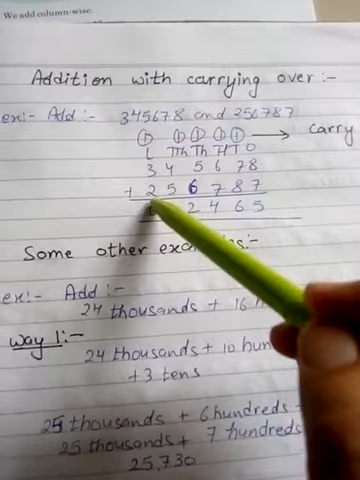 We add column-wise.
Addition with carrying over :-
ex:- Add :- 345678 and 256787
1 1 1 1 1 → Carry
L TTh Th H T O
3 4 5 6 7 8
+ 2 5 6 7 8 7
2 4 6 5
Some other :-
ex:- Add :-
24 thousands + 16
Way 1:-
24 thousands + 10
+ 3 tens
25 thousands + 6 hundreds
25 thousands + 7 hundreds
25,730